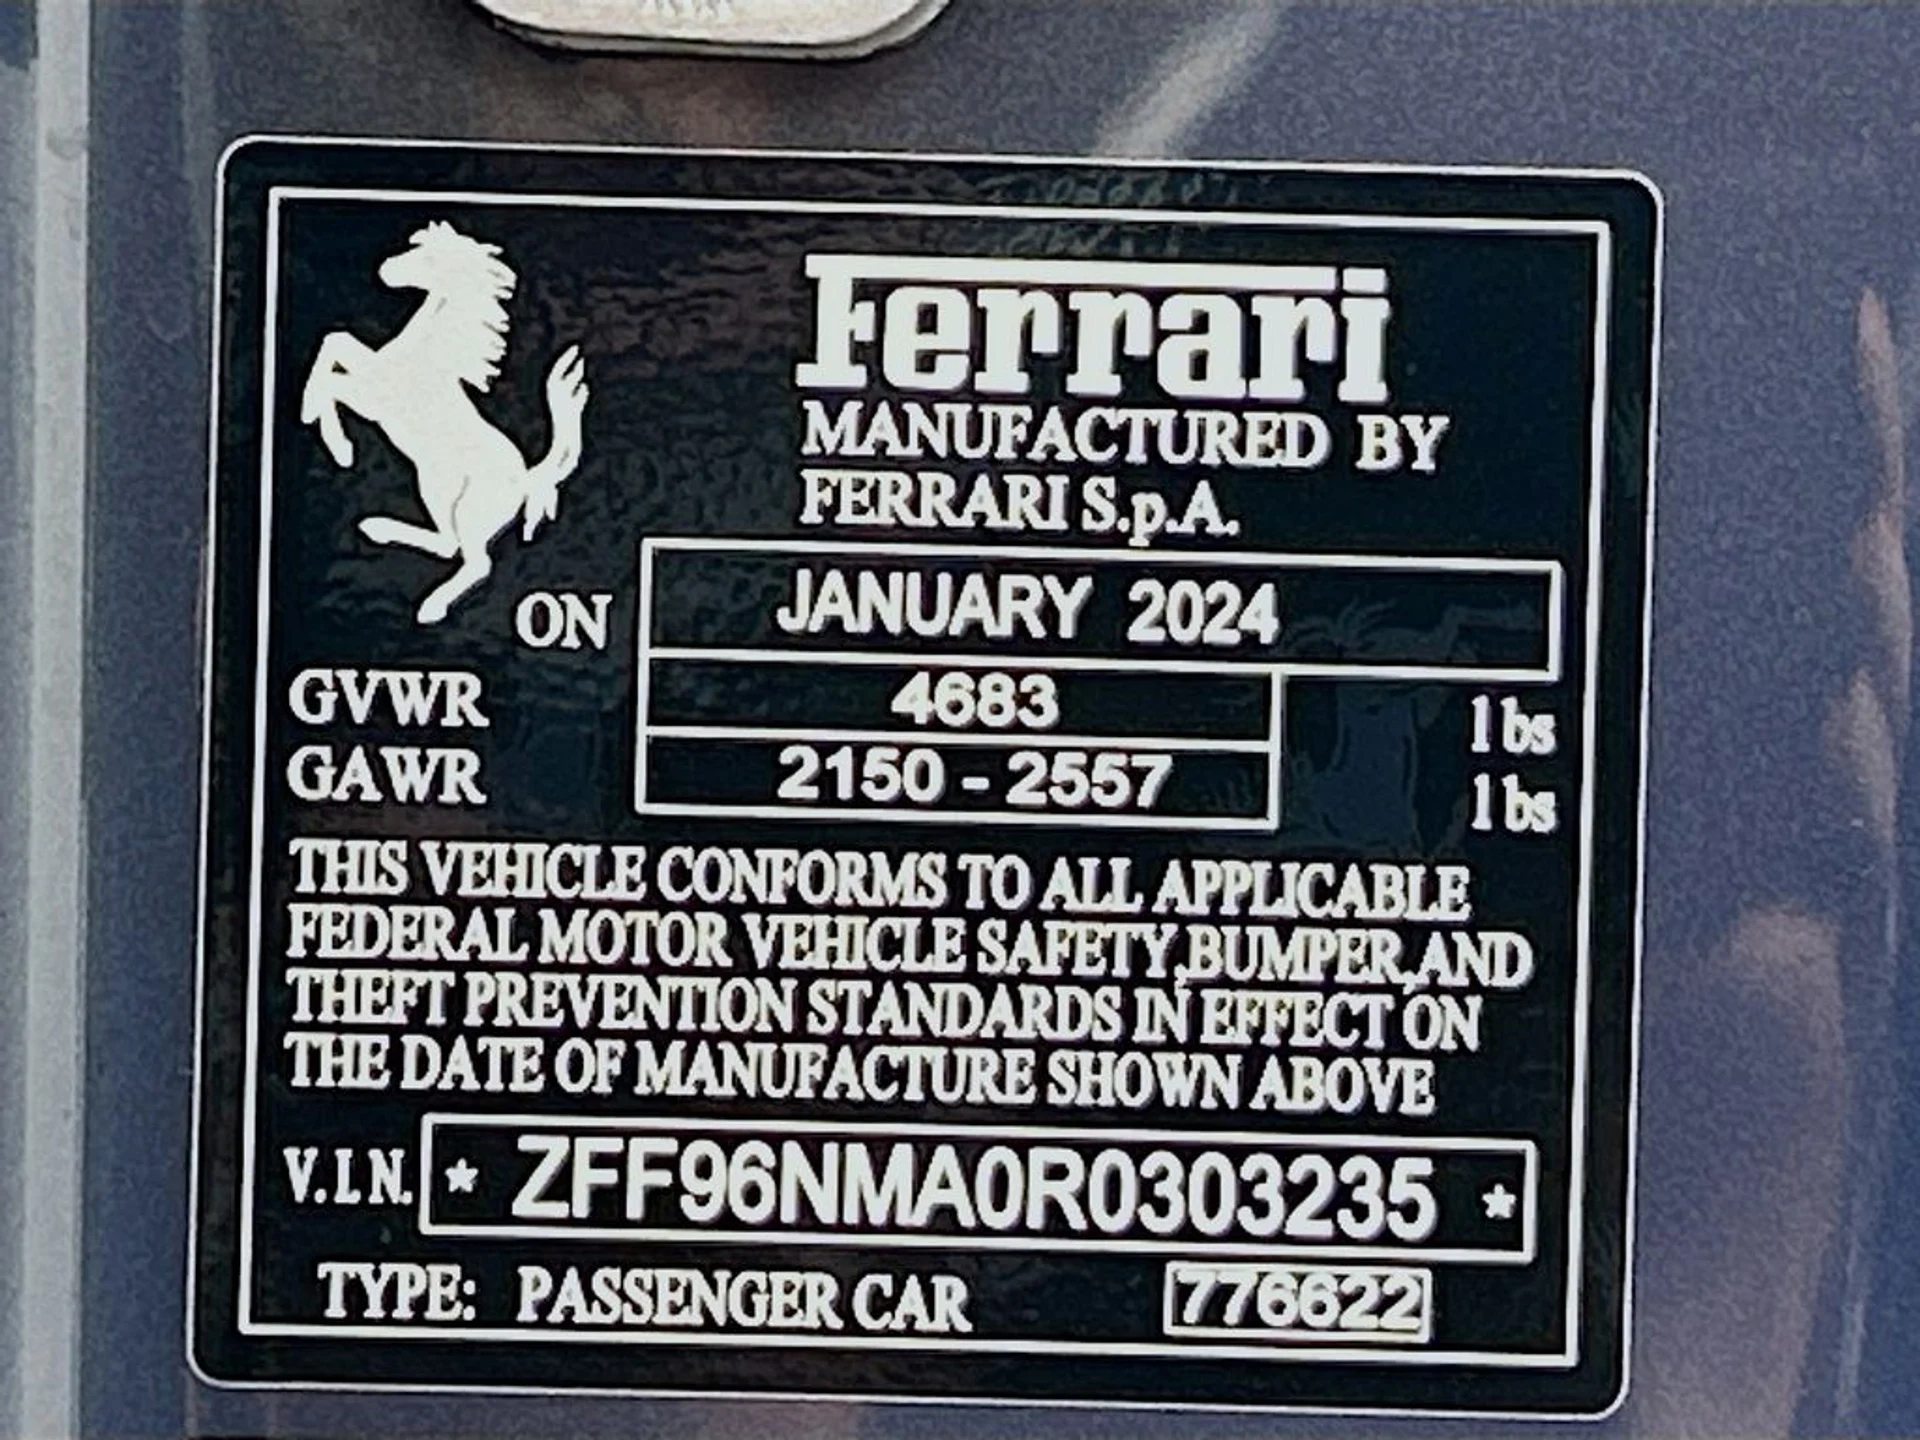 Ferrari
MANUFACTURED BY
FERRARI S.p.A.
ON JANUARY 2024
GVWR 4683 lbs
GAWR 2150 - 2557 lbs
THIS VEHICLE CONFORMS TO ALL APPLICABLE
FEDERAL MOTOR VEHICLE SAFETY,BUMPER,AND
THEFT PREVENTION STANDARDS IN EFFECT ON
THE DATE OF MANUFACTURE SHOWN ABOVE
V.I.N. * ZFF96NMA0R0303235 *
TYPE: PASSENGER CAR 776622